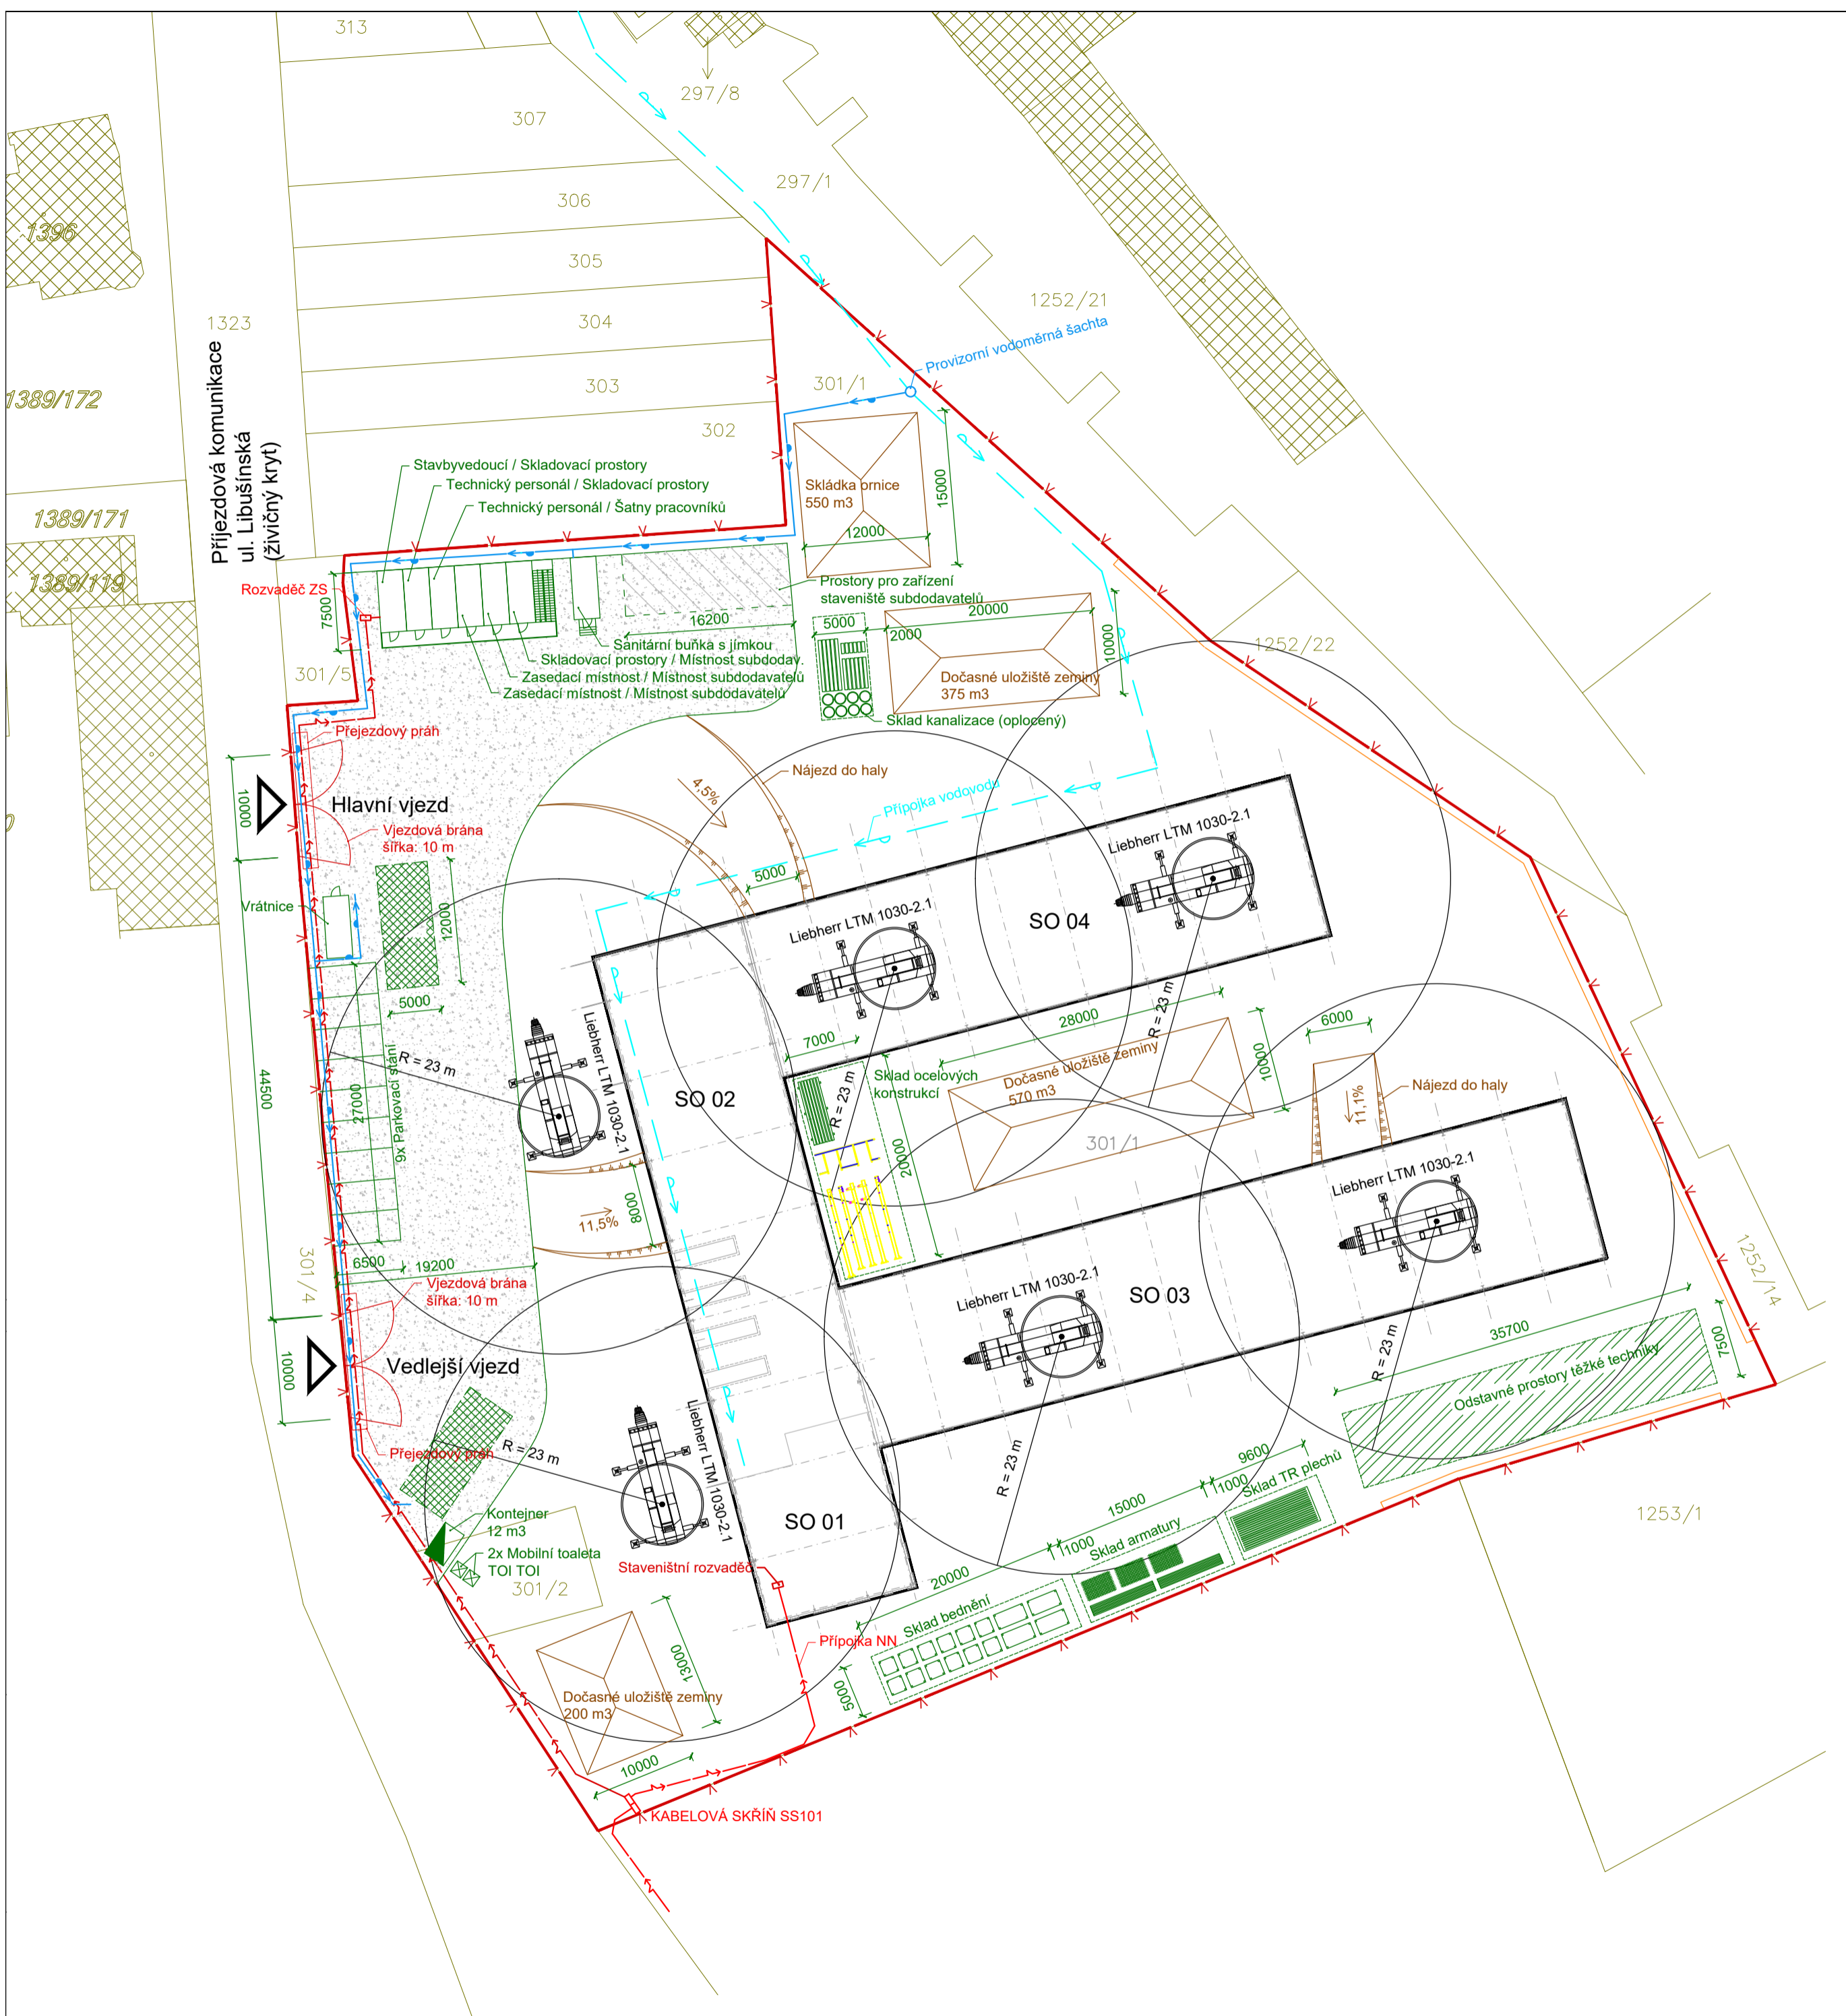 313
297/8
307
297/1
306
1396
305
1252/21
1323
304
Provizorní vodoměrná šachta
303
301/1
1389/172
302
Příjezdová komunikace
ul. Libušínská
(živičný kryt)
Stavbyvedoucí / Skladovací prostory
Technický personál / Skladovací prostory
Technický personál / Šatny pracovníků
Skládka ornice
550 m3
15000
12000
1389/171
1389/119
Rozvaděč ZS
7500
Prostory pro zařízení
staveniště subdodavatelů
16200
5000
2000
20000
10000
Sanitární buňka s jímkou
Skladovací prostory / Místnost subdodav.
Zasedací místnost / Místnost subdodavatelů
Zasedací místnost / Místnost subdodavatelů
301/5
Dočasné uložiště zeminy
375 m3
1252/22
Sklad kanalizace (oplocený)
Přejezdový práh
Nájezd do haly
4,5%
10000
Hlavní vjezd
Přípojka vodovodu
Vjezdová brána
šířka: 10 m
Liebherr LTM 1030-2.1
5000
Vrátnice
12000
Liebherr LTM 1030-2.1
SO 04
5000
R = 23 m
28000
6000
7000
10000
Liebherr LTM 1030-2.1
R = 23 m
44500
27000
9x Parkovací stání
SO 02
Sklad ocelových
konstrukcí
R = 23 m
Dočasné uložiště zeminy
570 m3
Nájezd do haly
11,1%
301/1
20000
Liebherr LTM 1030-2.1
8000
11,5%
301/4
6500
19200
Vjezdová brána
šířka: 10 m
1252/14
Liebherr LTM 1030-2.1
SO 03
35700
7500
10000
Vedlejší vjezd
R = 23 m
Odstavné prostory těžké techniky
Přejezdový práh
R = 23 m
Liebherr LTM 1030-2.1
R = 23 m
9600
1000
Sklad TR plechů
15000
1000
Sklad armatury
1253/1
Kontejner
12 m3
SO 01
2x Mobilní toaleta
TOI TOI
301/2
Staveništní rozvaděč
20000
Sklad bednění
Přípojka NN
13000
5000
Dočasné uložiště zeminy
200 m3
10000
KABELOVÁ SKŘÍŇ SS101